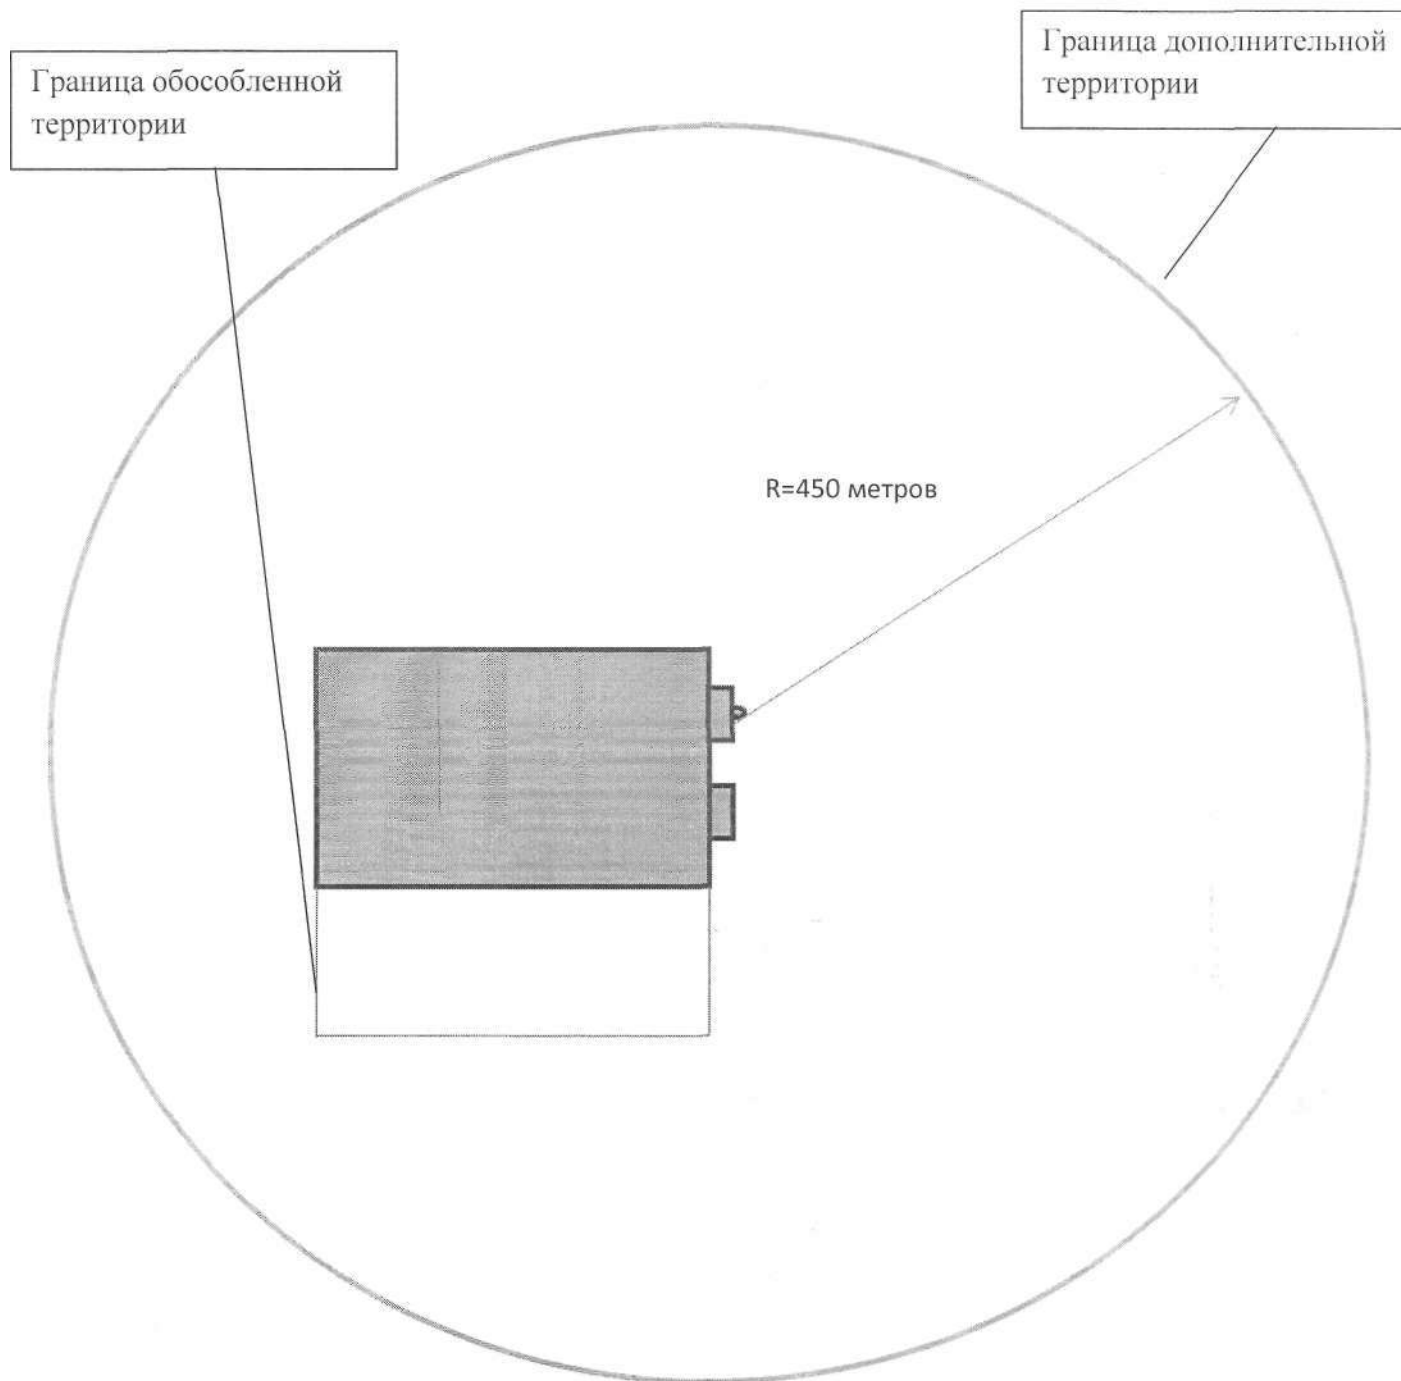 Граница дополнительной
территории
Граница обособленной
территории
R=450 метров